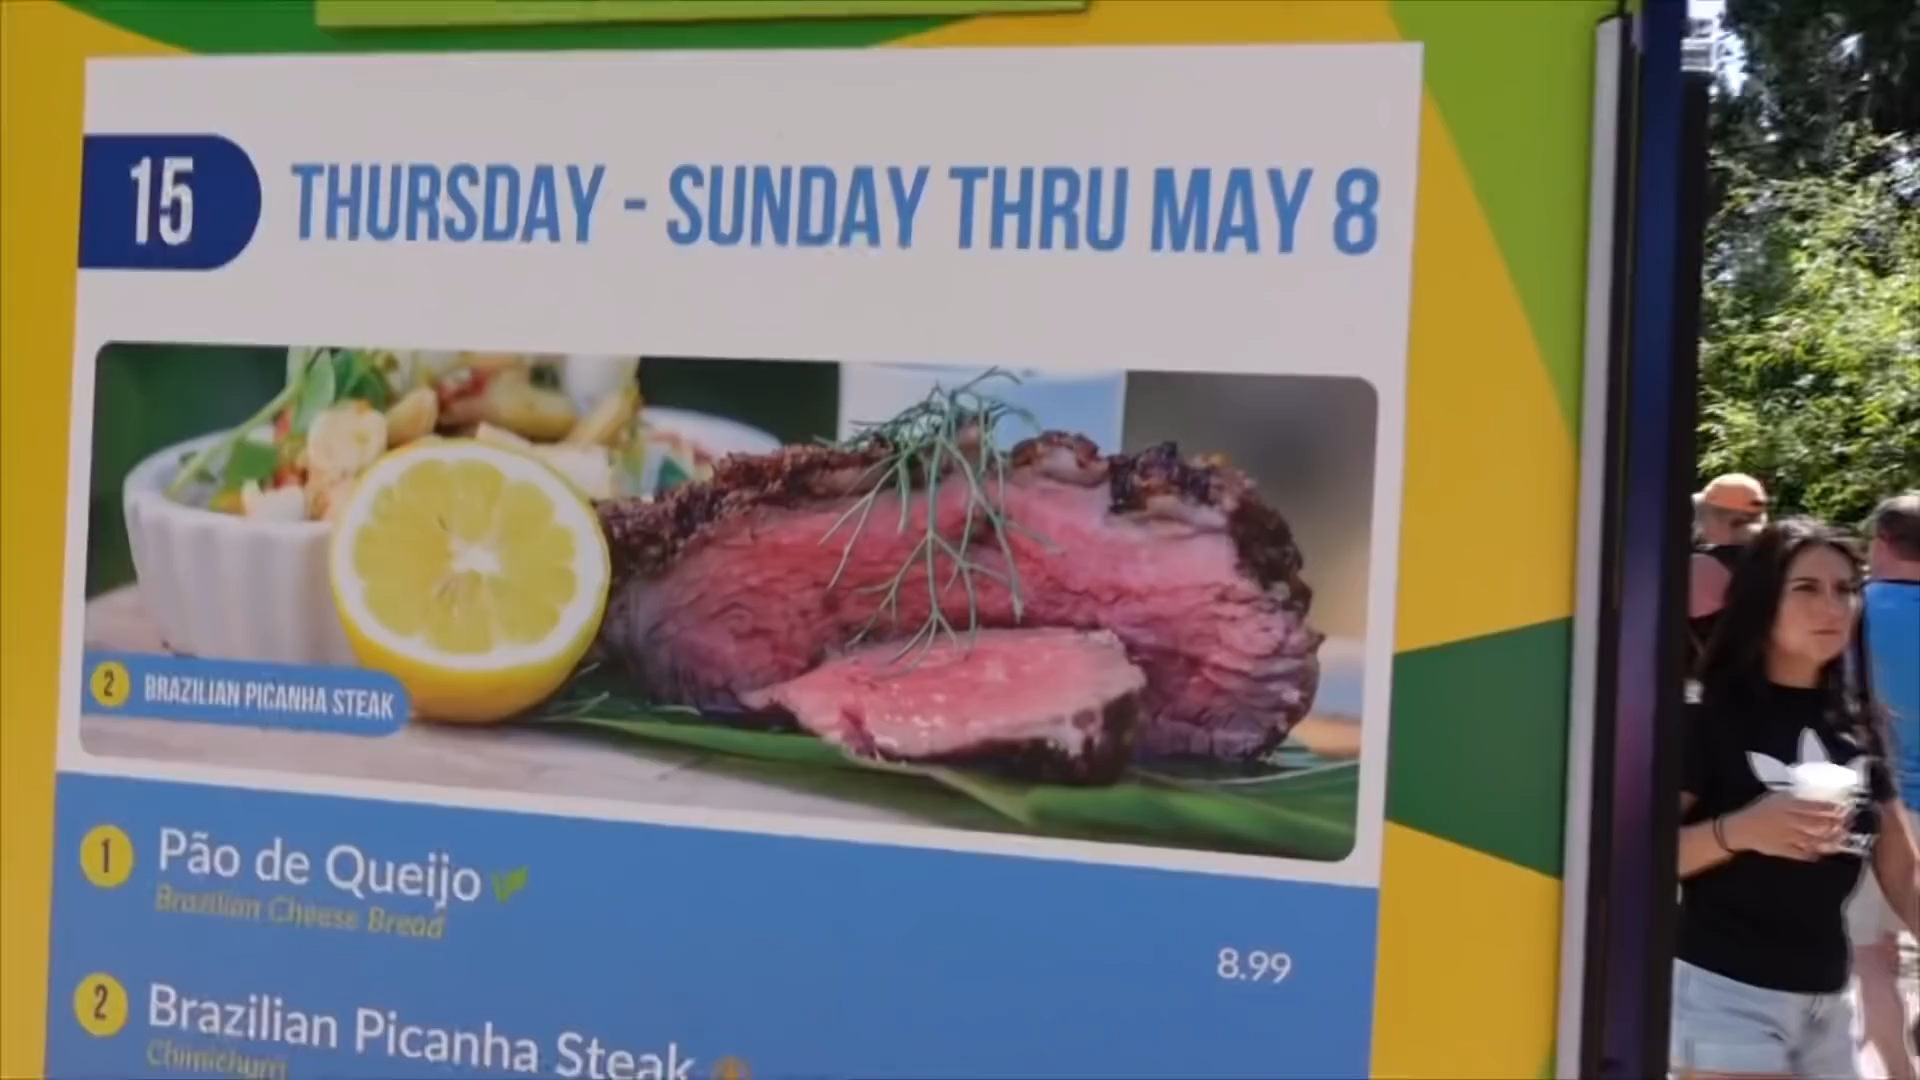 15 THURSDAY - SUNDAY THRU MAY 8
2 BRAZILIAN PICANHA STEAK
1 Pão de Queijo
Brazilian Cheese Bread
8.99
2 Brazilian Picanha Steak
Chimichurri